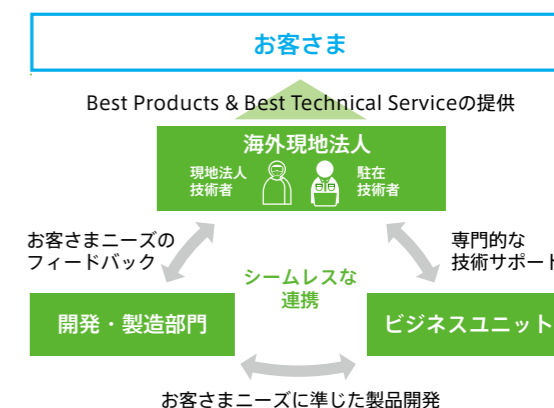 お客さま
Best Products & Best Technical Serviceの提供
海外現地法人
現地法人
技術者
駐在
技術者
お客さまニーズの
フィードバック
専門的な
技術サポート
シームレスな
連携
開発・製造部門
ビジネスユニット
お客さまニーズに準じた製品開発